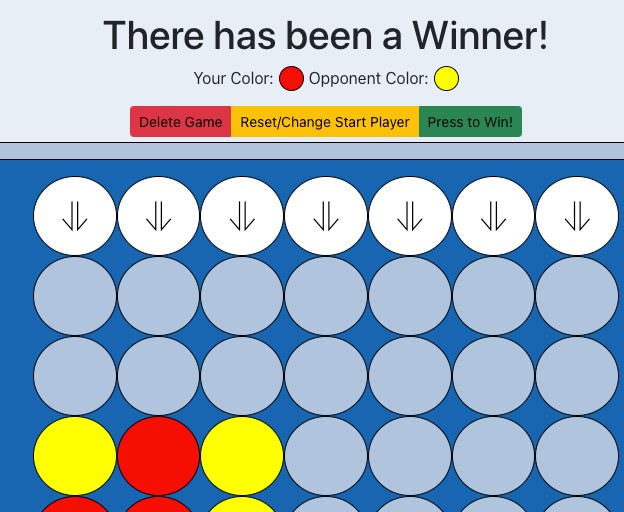 There has been a Winner!
Your Color: Opponent Color:
Delete Game Reset/Change Start Player Press to Win!